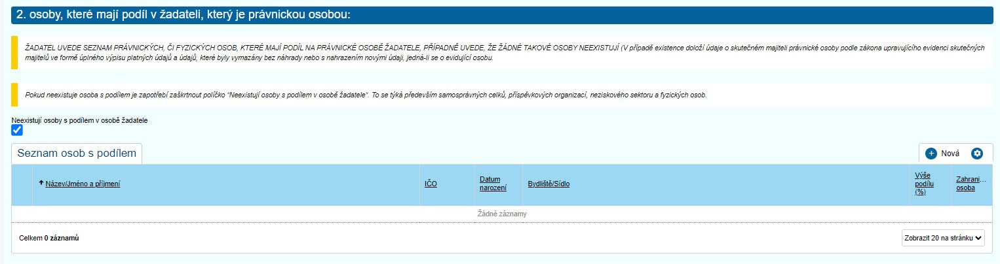 2. osoby, které mají podíl v žadateli, který je právnickou osobou:
ŽADATEL UVEDE SEZNAM PRÁVNICKÝCH, ČI FYZICKÝCH OSOB, KTERÉ MAJÍ PODÍL NA PRÁVNICKÉ OSOBĚ ŽADATELE, PŘÍPADNĚ UVEDE, ŽE ŽÁDNÉ TAKOVÉ OSOBY NEEXISTUJÍ (V případě existence doloží údaje o skutečném majiteli právnické osoby podle zákona upravujícího evidenci skutečných
majitelů ve formě úplného výpisu platných údajů a údajů, které byly vymazány bez náhrady nebo s nahrazením novými údaji, jedná-li se o evidující osobu.
Pokud neexistuje osoba s podílem je zapotřebí zaškrtnout políčko "Neexistují osoby s podílem v osobě žadatele". To se týká především samosprávných celků, příspěvkových organizací, neziskového sektoru a fyzických osob.
Neexistují osoby s podílem v osobě žadatele
Seznam osob s podílem
Nová
Název/Jméno a příjmení
IČO
Datum
narození
Bydliště/Sídlo
Výše
podílu
(%)
Zahrani...
osoba
Žádné záznamy
Celkem 0 záznamů
Zobrazit 20 na stránku